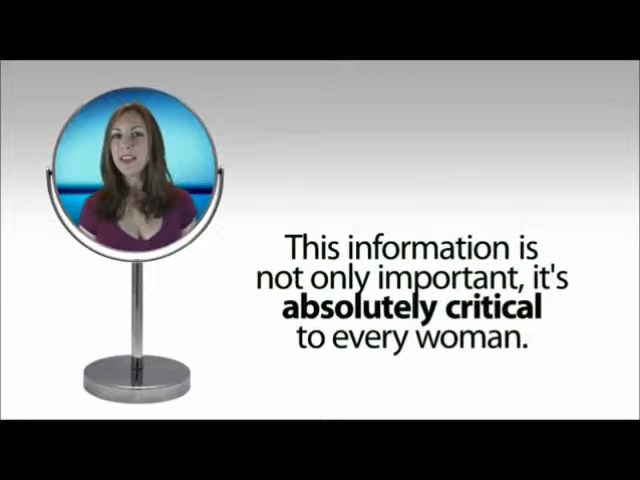 This information is
not only important, it's
absolutely critical
to every woman.